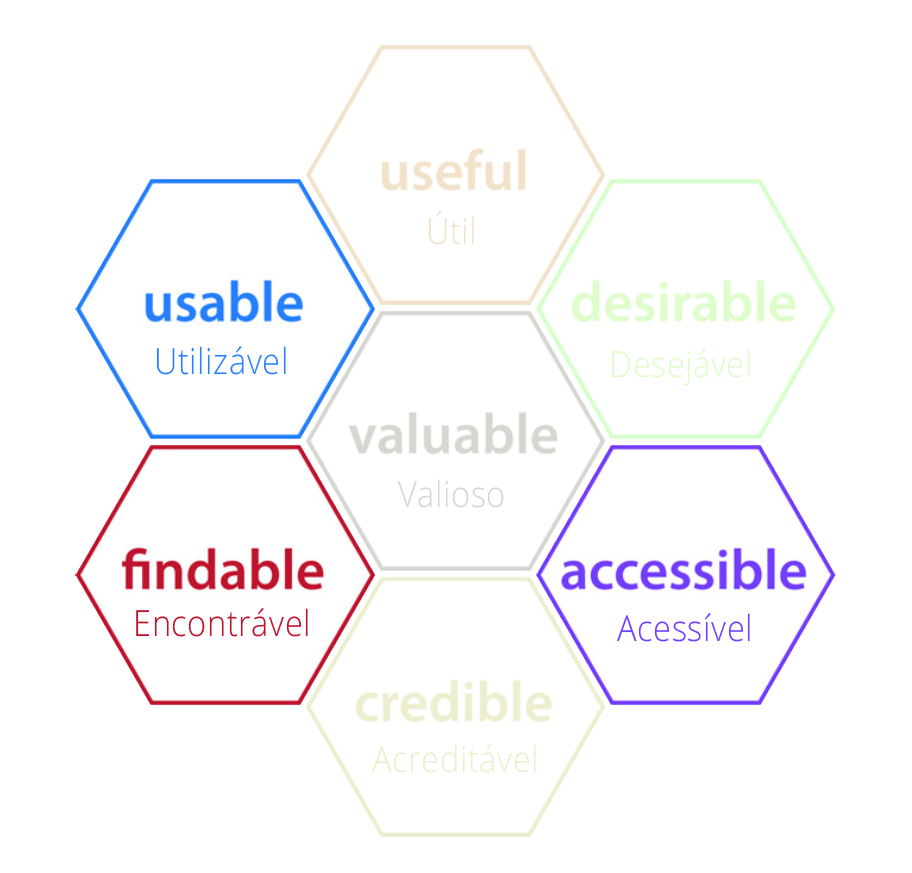 useful
Útil
usable
Utilizável
desirable
Desejável
valuable
Valioso
findable
Encontrável
accessible
Acessível
credible
Acreditável